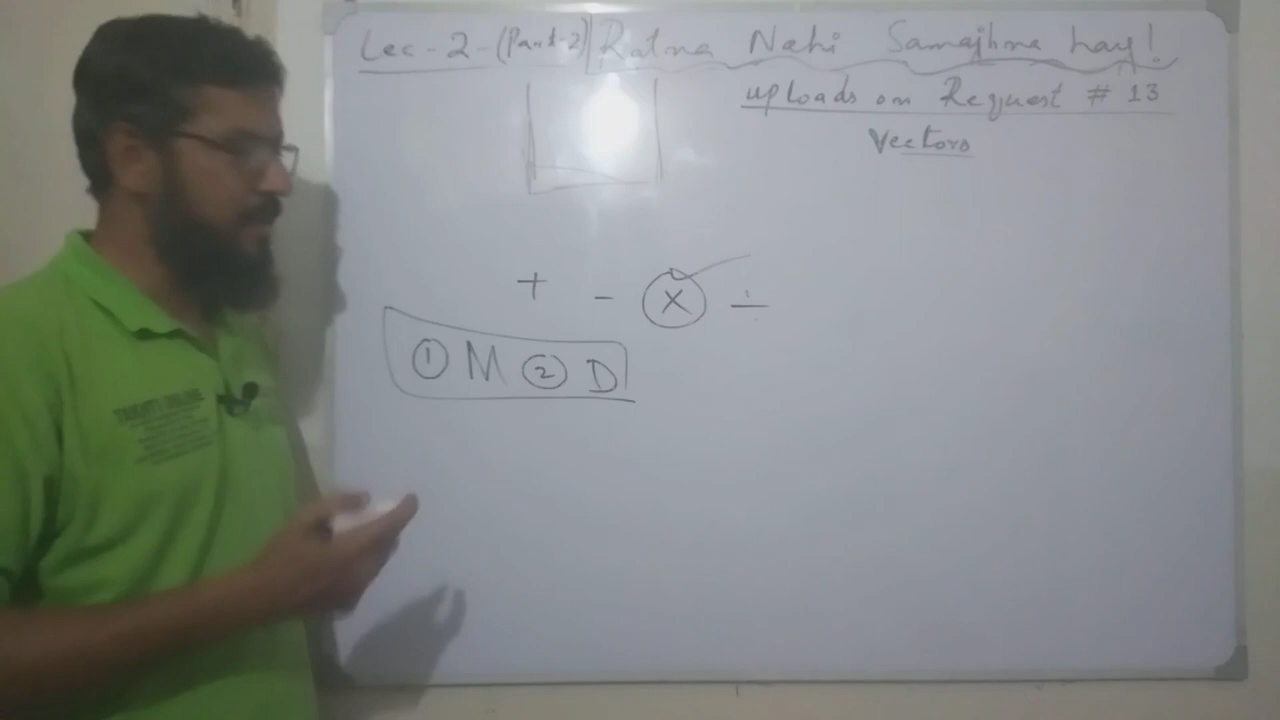 Lec - 2 - (Part-2) Ratna Nahi Samajhna hay!
uploads on Request # 13
Vectors
+ - × ÷
① M ② D